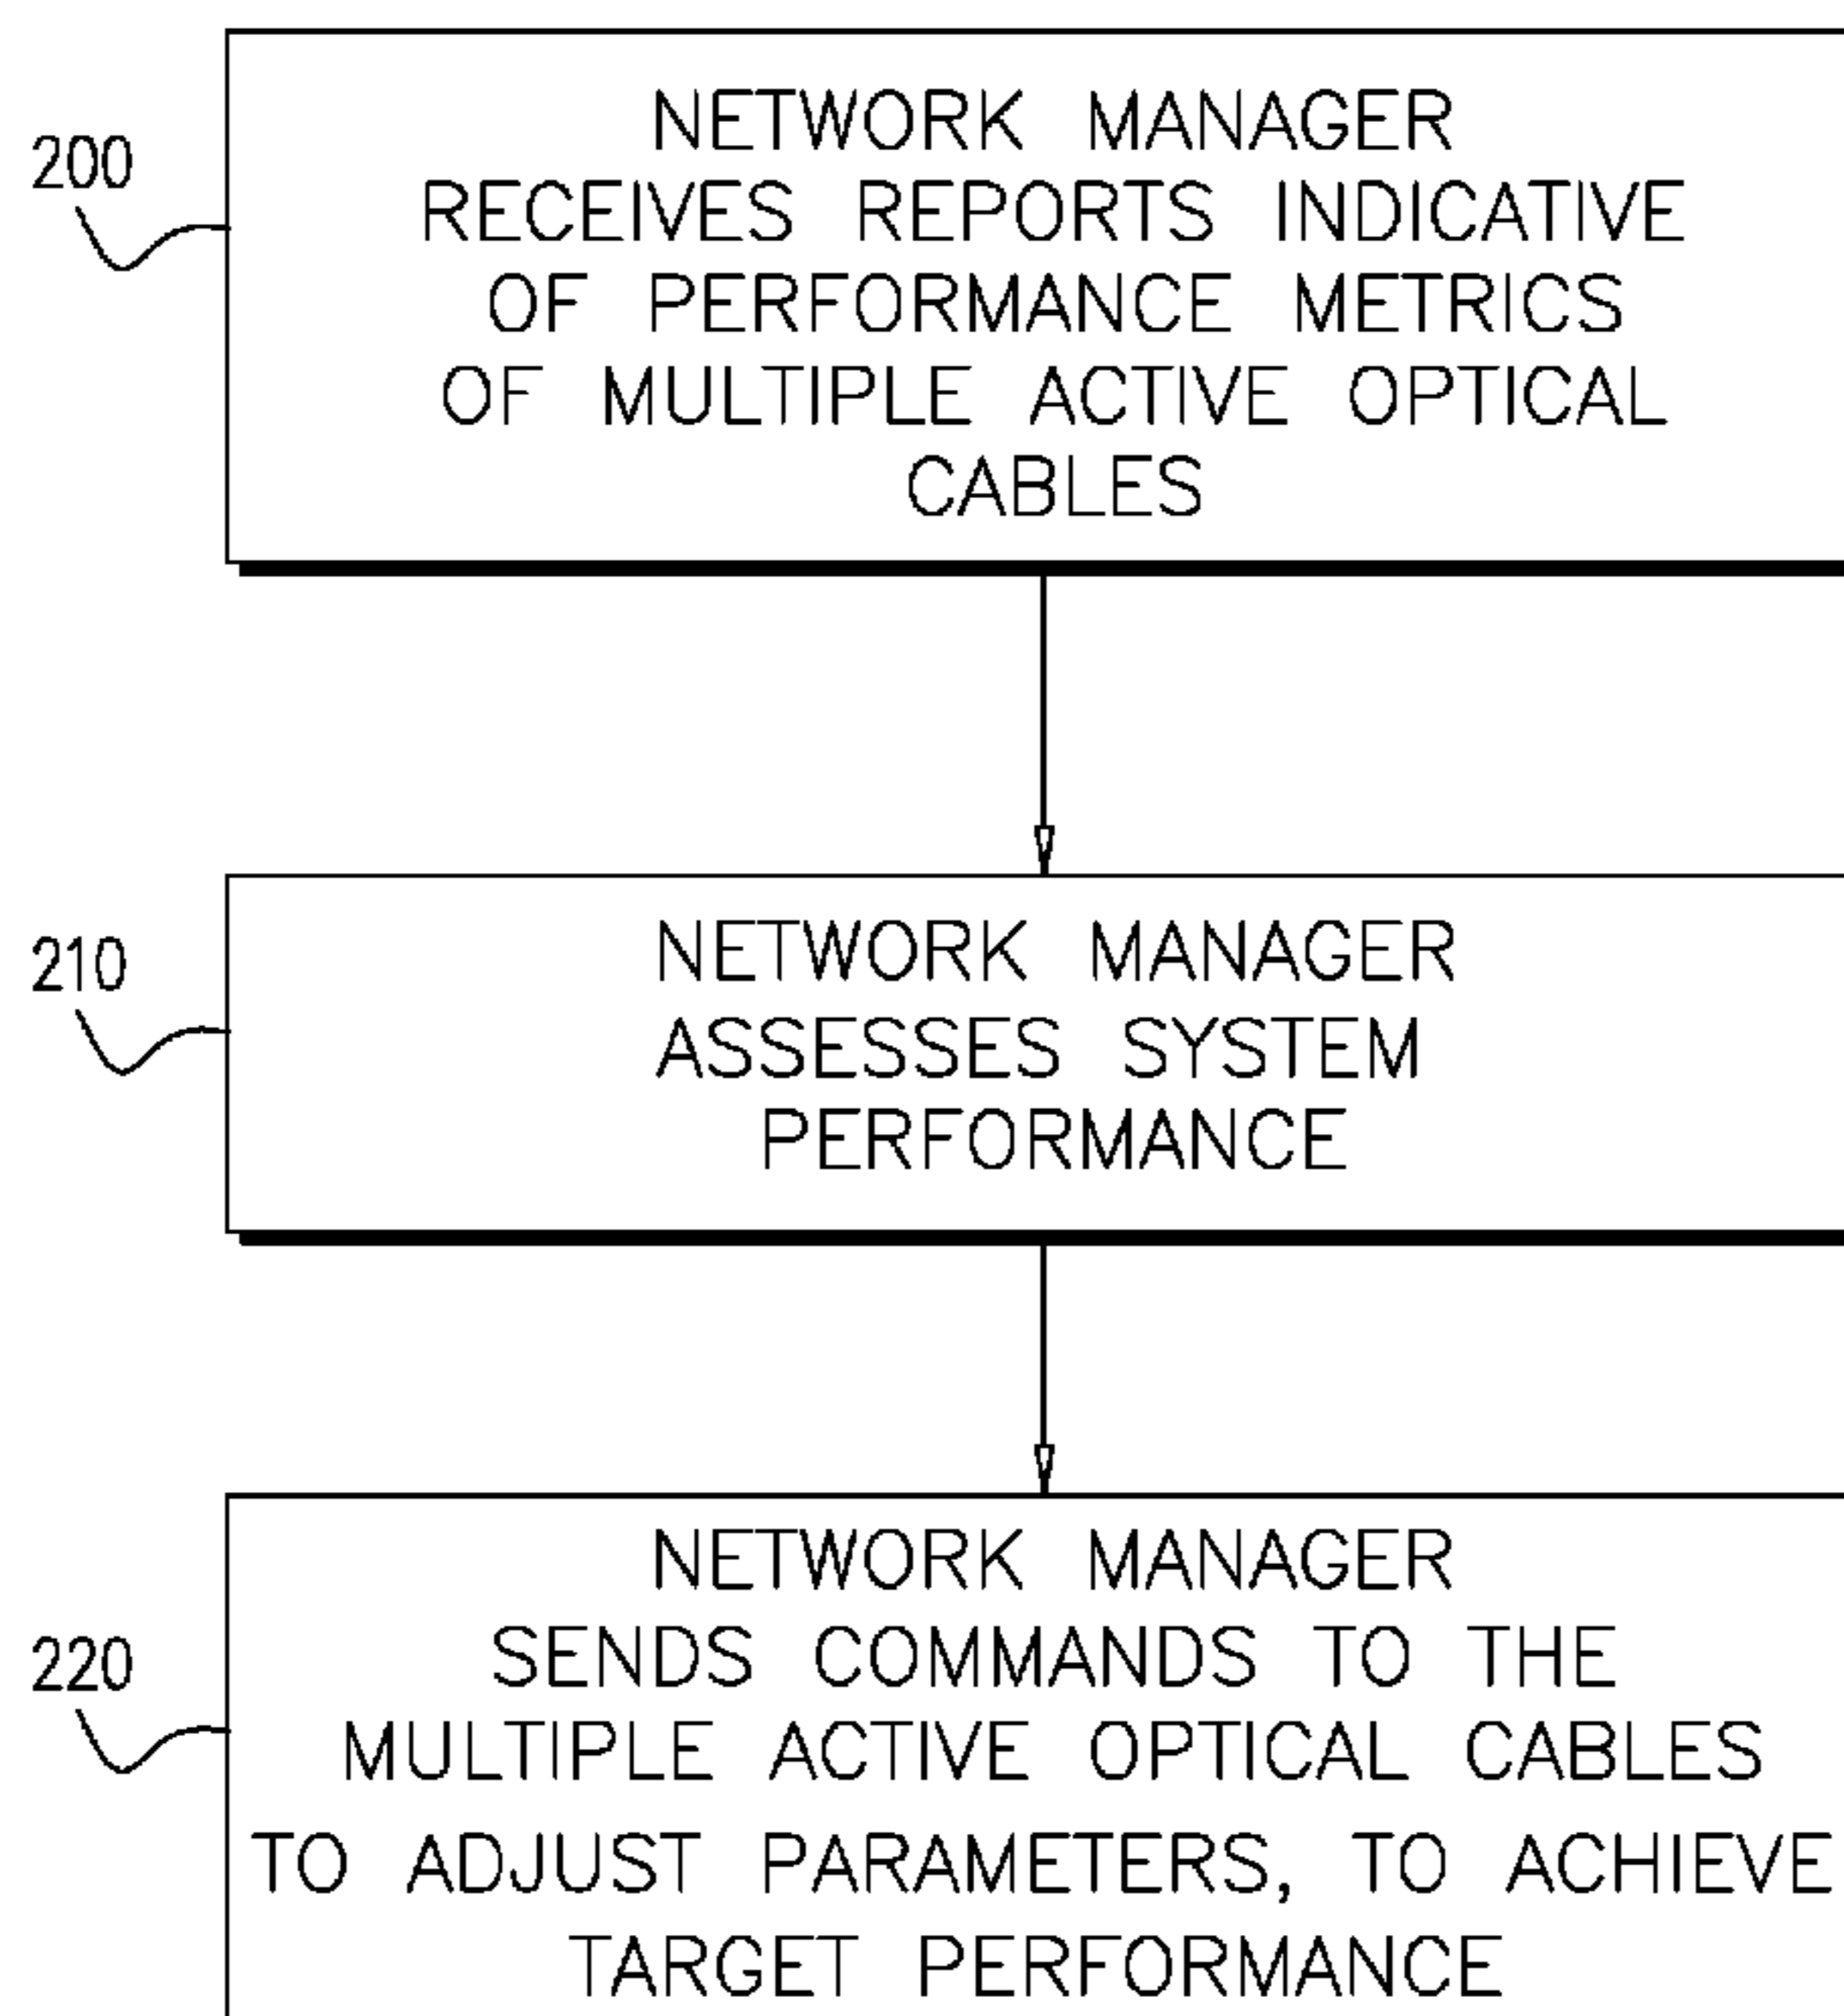 200
NETWORK MANAGER
RECEIVES REPORTS INDICATIVE
OF PERFORMANCE METRICS
OF MULTIPLE ACTIVE OPTICAL
CABLES
210
NETWORK MANAGER
ASSESSES SYSTEM
PERFORMANCE
220
NETWORK MANAGER
SENDS COMMANDS TO THE
MULTIPLE ACTIVE OPTICAL CABLES
TO ADJUST PARAMETERS, TO ACHIEVE
TARGET PERFORMANCE